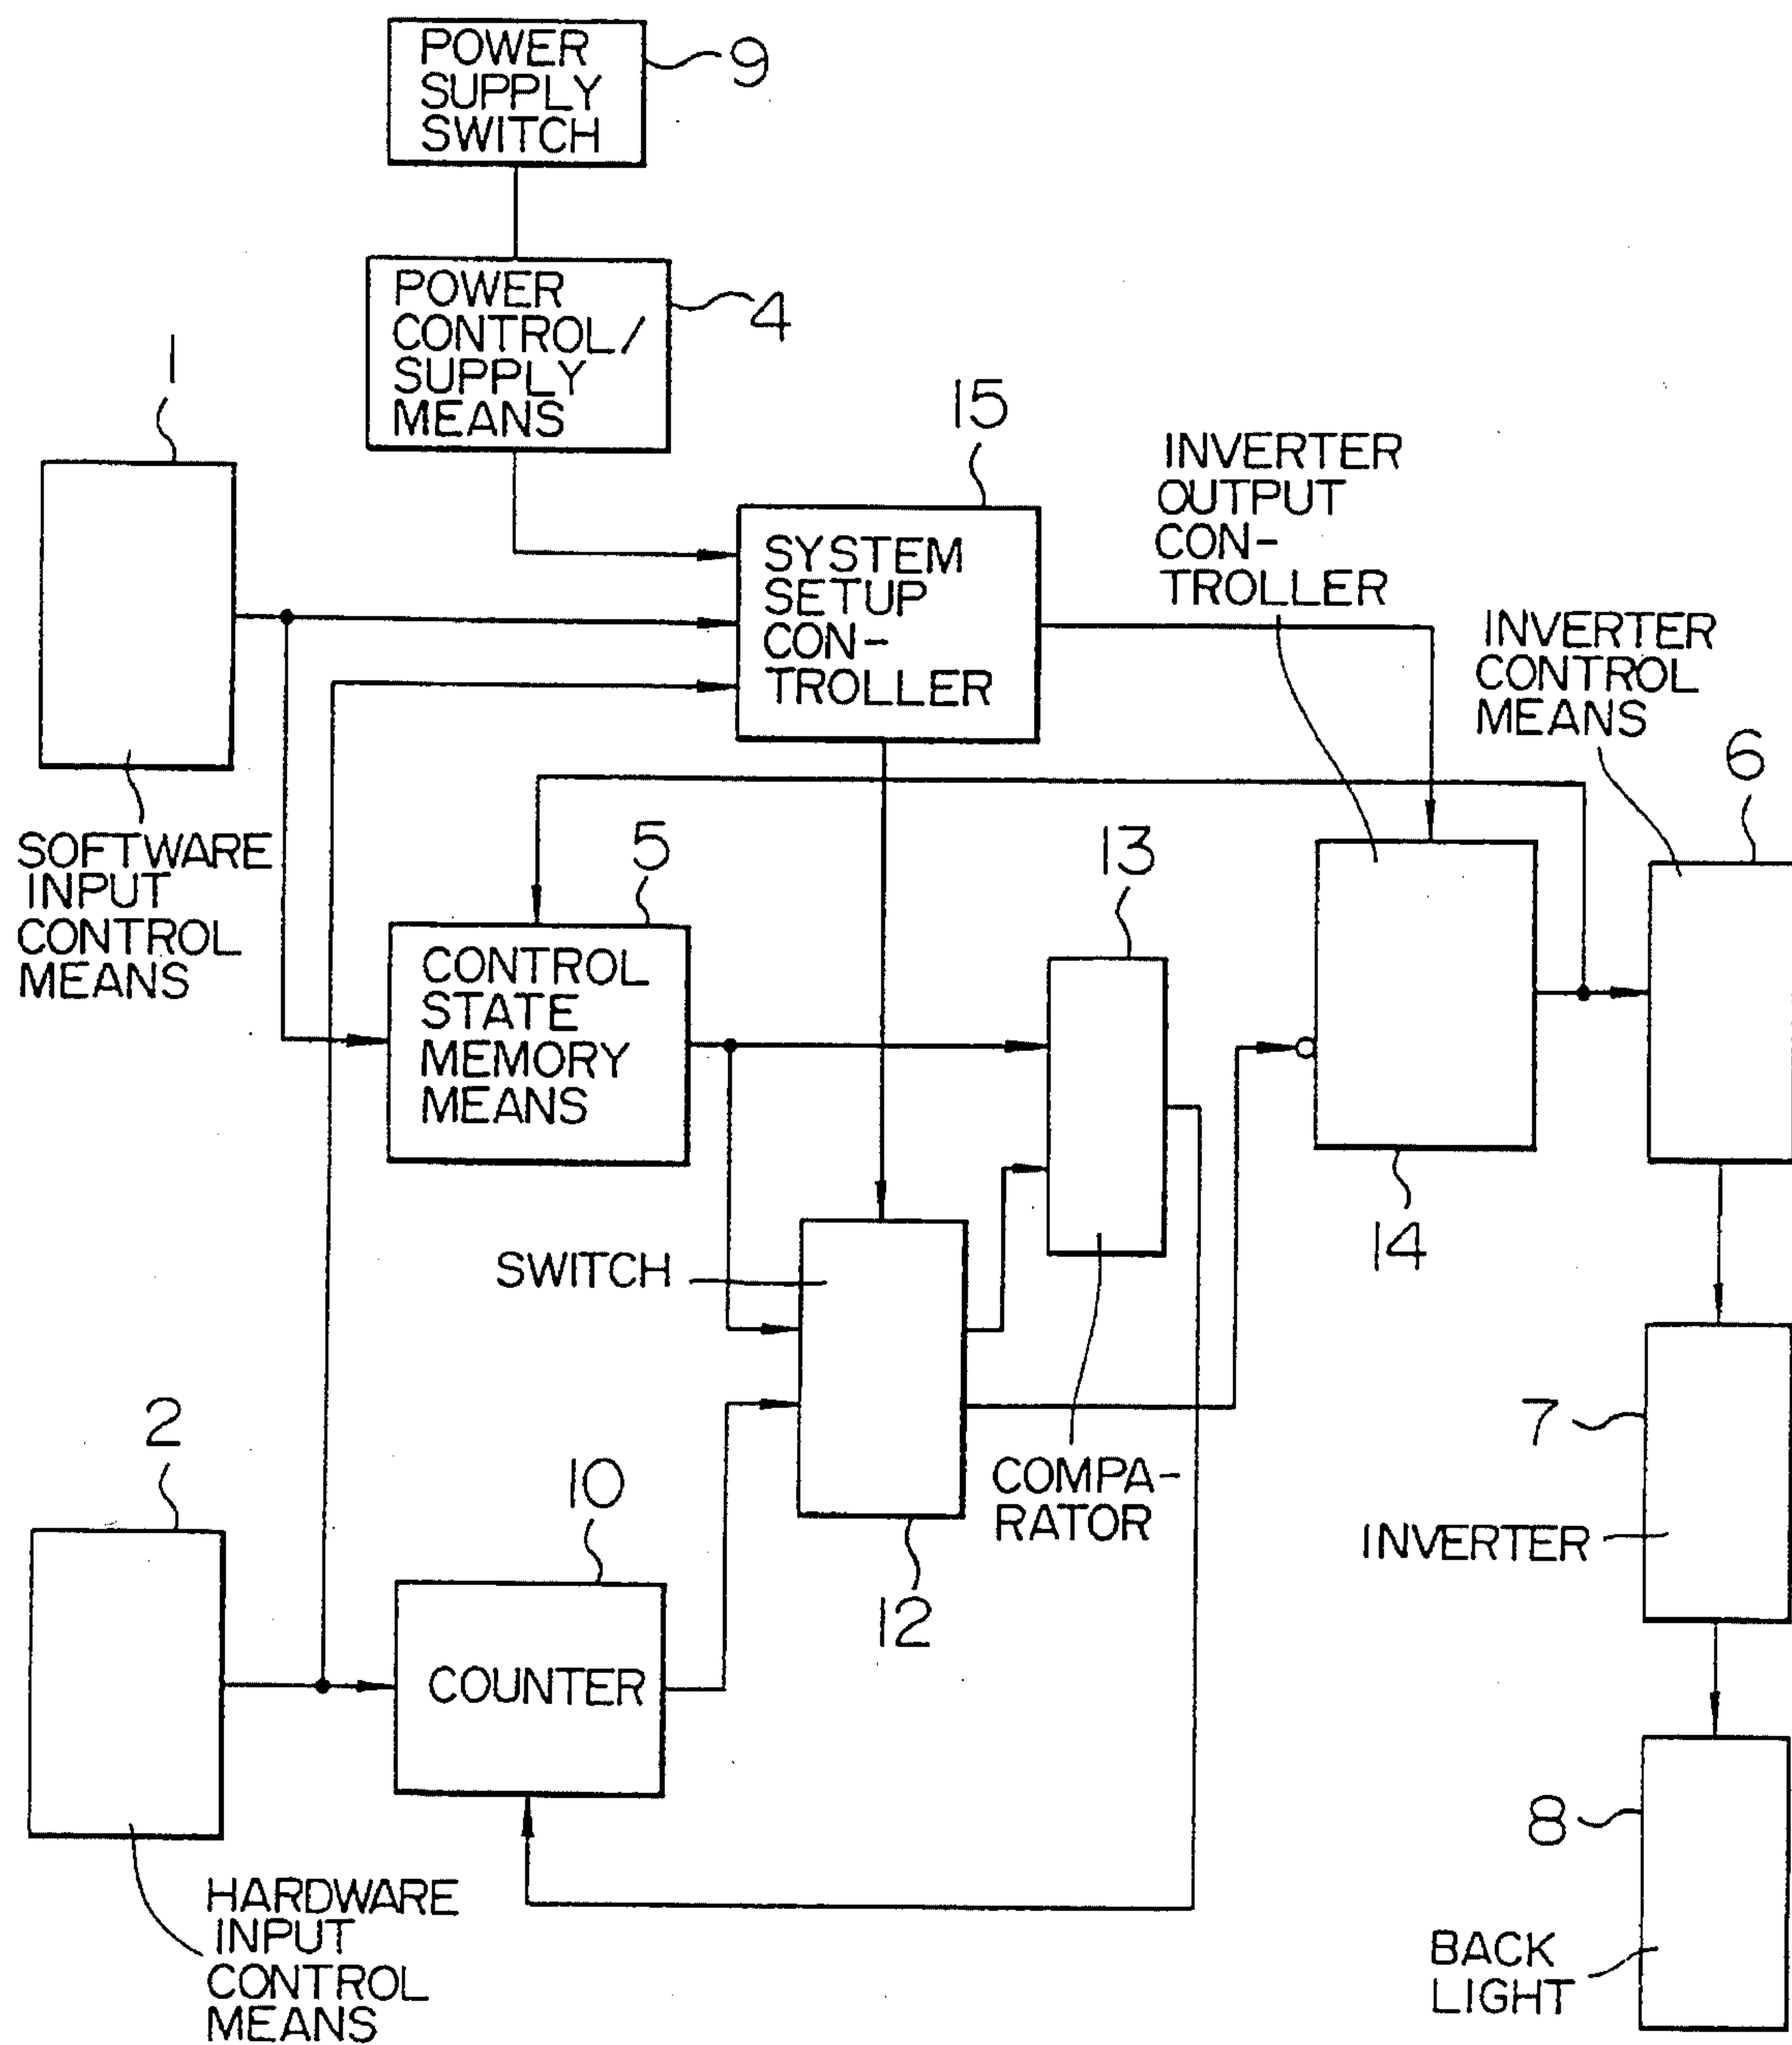 POWER
SUPPLY
SWITCH
9
POWER
CONTROL/
SUPPLY
MEANS
4
1
15
SYSTEM
SETUP
CON-
TROLLER
INVERTER
OUTPUT
CON-
TROLLER
INVERTER
CONTROL
MEANS
6
SOFTWARE
INPUT
CONTROL
MEANS
5
CONTROL
STATE
MEMORY
MEANS
13
14
SWITCH
12
COMPA-
RATOR
7
INVERTER
2
10
COUNTER
HARDWARE
INPUT
CONTROL
MEANS
8
BACK
LIGHT